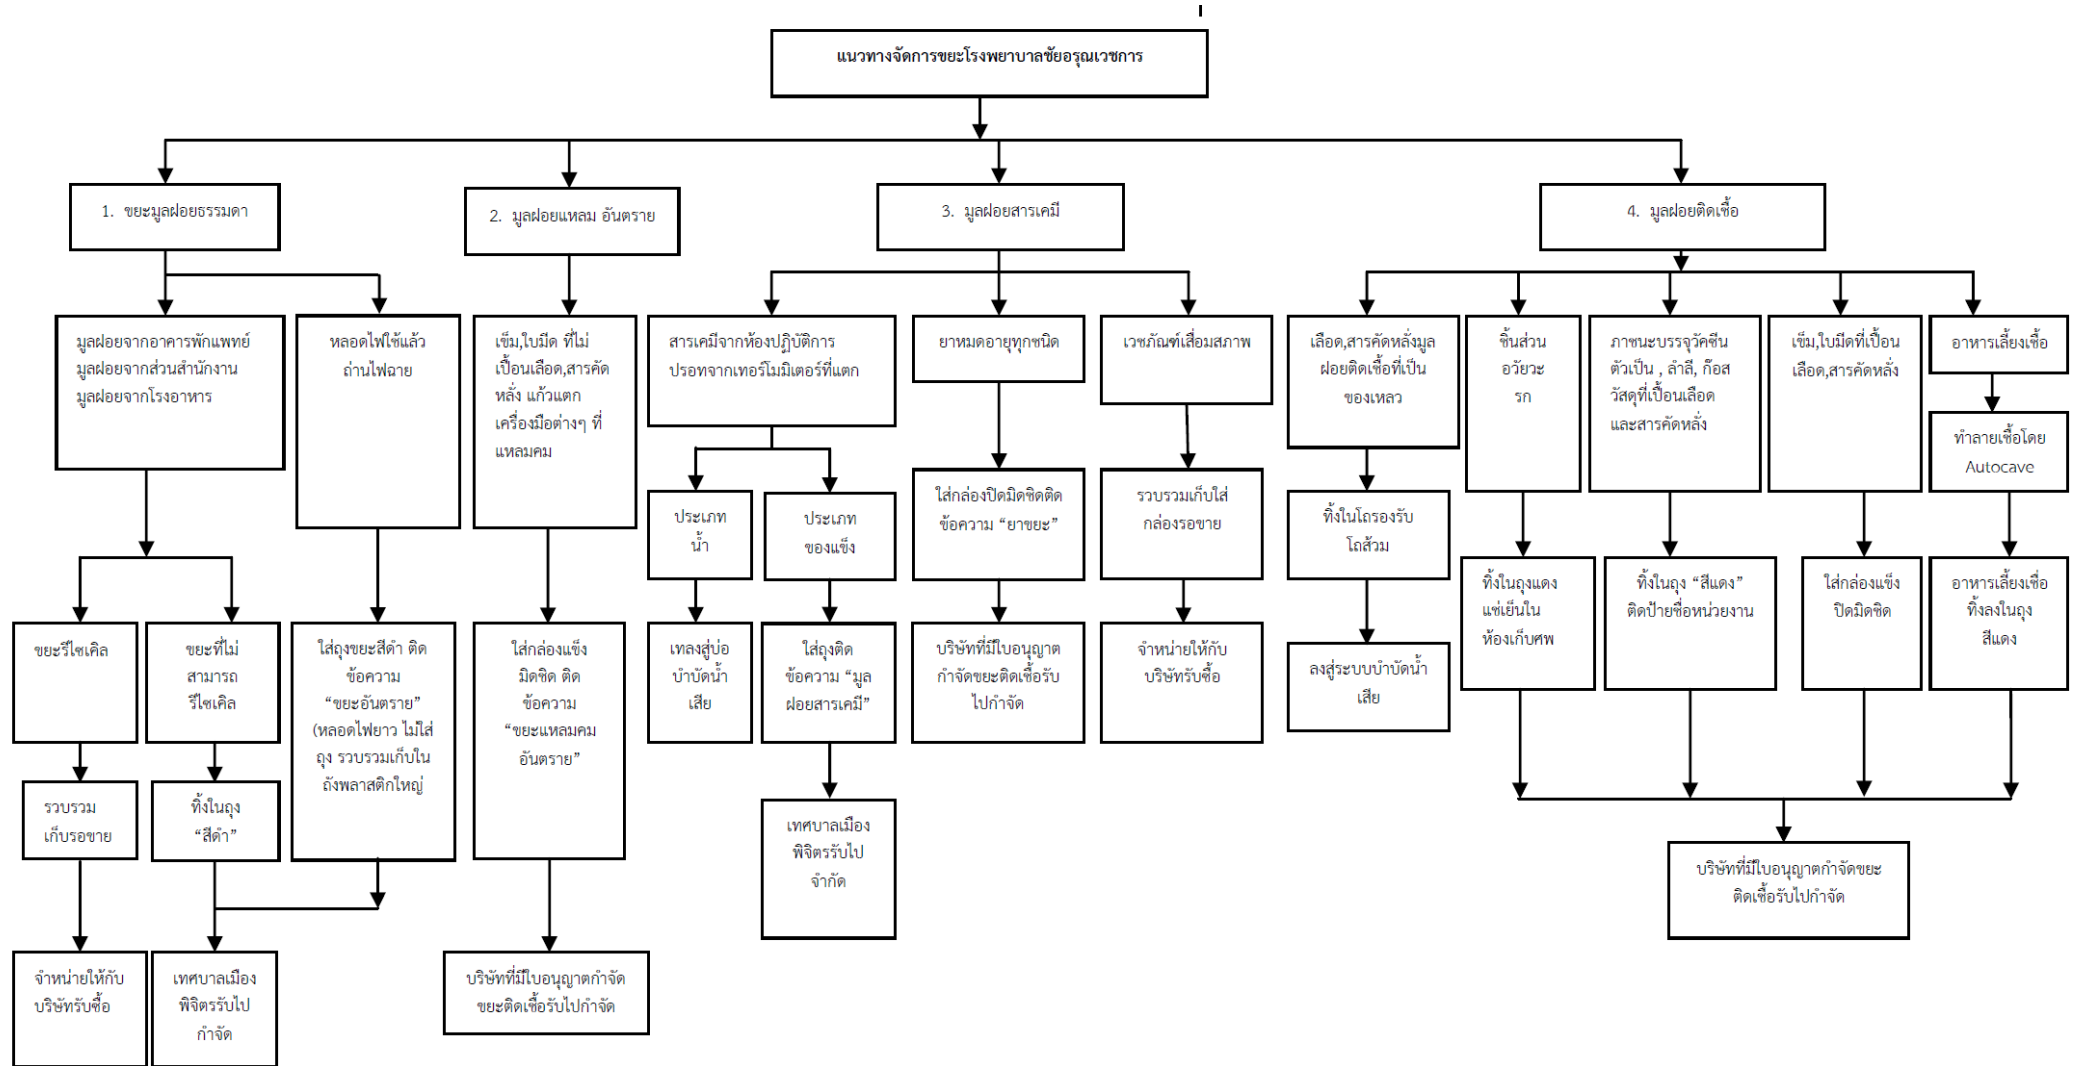 แนวทางจัดการขยะโรงพยาบาลชัยอรุณเวชการ
1. ขยะมูลฝอยธรรมดา
2. มูลฝอยแหลม อันตราย
3. มูลฝอยสารเคมี
4. มูลฝอยติดเชื้อ
มูลฝอยจากอาคารพักแพทย์
มูลฝอยจากส่วนสำนักงาน
มูลฝอยจากโรงอาหาร
หลอดไฟใช้แล้ว
ถ่านไฟฉาย
เข็ม,ใบมีด ที่ไม่
เปื้อนเลือด,สารคัด
หลั่ง แก้วแตก
เครื่องมือต่างๆ ที่
แหลมคม
สารเคมีจากห้องปฏิบัติการ
ปรอทจากเทอร์โมมิเตอร์ที่แตก
ยาหมดอายุทุกชนิด
เวชภัณฑ์เสื่อมสภาพ
เลือด,สารคัดหลั่งมูล
ฝอยติดเชื้อที่เป็น
ของเหลว
ชิ้นส่วน
อวัยวะ
รก
ภาชนะบรรจุวัคซีน
ตัวเป็น , สำลี, ก๊อส
วัสดุที่เปื้อนเลือด
และสารคัดหลั่ง
เข็ม,ใบมีดที่เปื้อน
เลือด,สารคัดหลั่ง
อาหารเลี้ยงเชื้อ
ทำลายเชื้อโดย
Autocave
ประเภท
น้ำ
ประเภท
ของแข็ง
ใส่กล่องปิดมิดชิดติด
ข้อความ “ยาขยะ”
รวบรวมเก็บใส่
กล่องรอขาย
ทิ้งในโถรองรับ
โถส้วม
ทิ้งในถุงแดง
แช่เย็นใน
ห้องเก็บศพ
ทิ้งในถุง “สีแดง”
ติดป้ายชื่อหน่วยงาน
ใส่กล่องแข็ง
ปิดมิดชิด
อาหารเลี้ยงเชื่อ
ทิ้งลงในถุง
สีแดง
ขยะรีไซเคิล
ขยะที่ไม่
สามารถ
รีไซเคิล
ใส่ถุงขยะสีดำ ติด
ข้อความ
“ขยะอันตราย”
(หลอดไฟยาว ไม่ใส่
ถุง รวบรวมเก็บใน
ถังพลาสติกใหญ่
ใส่กล่องแข็ง
มิดชิด ติด
ข้อความ
“ขยะแหลมคม
อันตราย”
เทลงสู่บ่อ
บำบัดน้ำ
เสีย
ใส่ถุงติด
ข้อความ “มูล
ฝอยสารเคมี”
บริษัทที่มีใบอนุญาต
กำจัดขยะติดเชื้อรับ
ไปกำจัด
จำหน่ายให้กับ
บริษัทรับซื้อ
ลงสู่ระบบบำบัดน้ำ
เสีย
รวบรวม
เก็บรอขาย
ทิ้งในถุง
“สีดำ”
เทศบาลเมือง
พิจิตรรับไป
จำกัด
บริษัทที่มีใบอนุญาตกำจัดขยะ
ติดเชื้อรับไปกำจัด
จำหน่ายให้กับ
บริษัทรับซื้อ
เทศบาลเมือง
พิจิตรรับไป
กำจัด
บริษัทที่มีใบอนุญาตกำจัด
ขยะติดเชื้อรับไปกำจัด